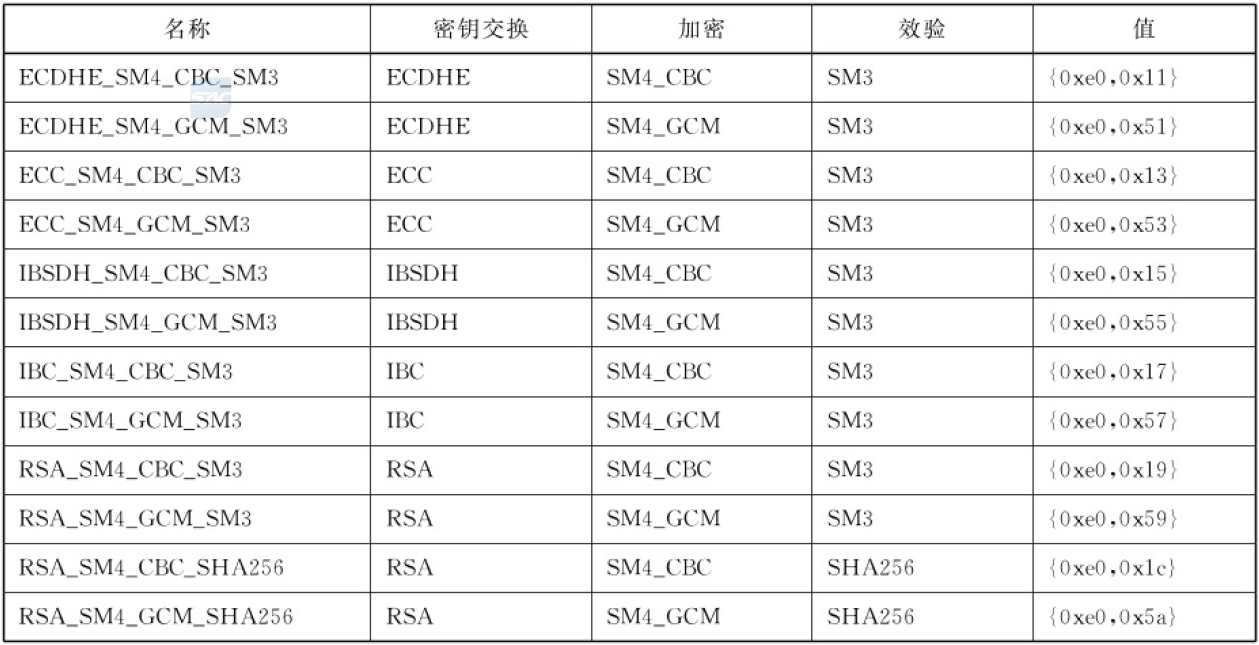 名称 密钥交换 加密 效验 值
ECDHE_SM4_CBC_SM3 ECDHE SM4_CBC SM3 {0xe0,0x11}
ECDHE_SM4_GCM_SM3 ECDHE SM4_GCM SM3 {0xe0,0x51}
ECC_SM4_CBC_SM3 ECC SM4_CBC SM3 {0xe0,0x13}
ECC_SM4_GCM_SM3 ECC SM4_GCM SM3 {0xe0,0x53}
IBSDH_SM4_CBC_SM3 IBSDH SM4_CBC SM3 {0xe0,0x15}
IBSDH_SM4_GCM_SM3 IBSDH SM4_GCM SM3 {0xe0,0x55}
IBC_SM4_CBC_SM3 IBC SM4_CBC SM3 {0xe0,0x17}
IBC_SM4_GCM_SM3 IBC SM4_GCM SM3 {0xe0,0x57}
RSA_SM4_CBC_SM3 RSA SM4_CBC SM3 {0xe0,0x19}
RSA_SM4_GCM_SM3 RSA SM4_GCM SM3 {0xe0,0x59}
RSA_SM4_CBC_SHA256 RSA SM4_CBC SHA256 {0xe0,0x1c}
RSA_SM4_GCM_SHA256 RSA SM4_GCM SHA256 {0xe0,0x5a}
SAC